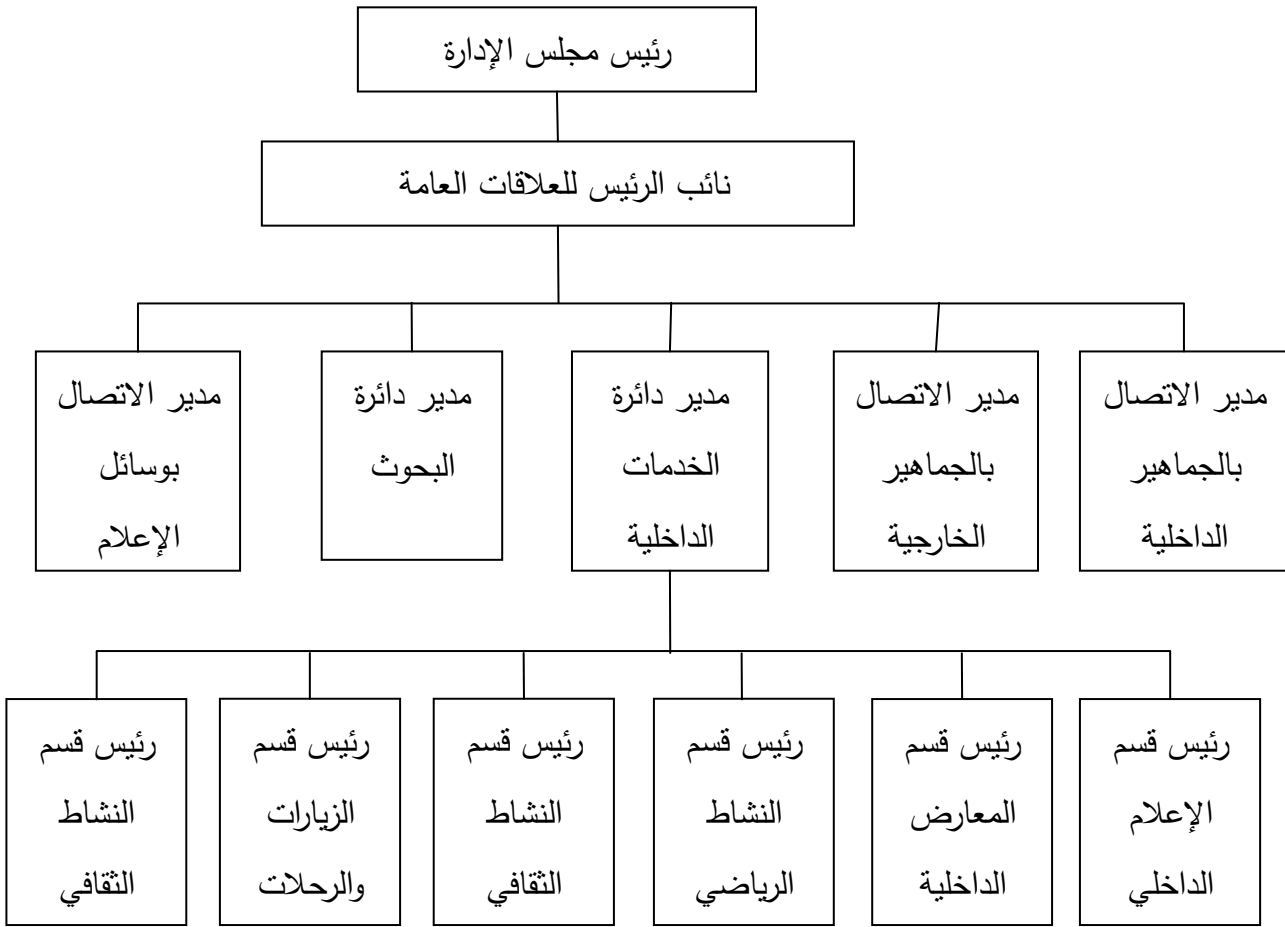 رئيس مجلس الإدارة
نائب الرئيس للعلاقات العامة
مدير الاتصال
بالجماهير
الداخلية
مدير الاتصال
بالجماهير
الخارجية
مدير دائرة
الخدمات
الداخلية
مدير دائرة
البحوث
مدير الاتصال
بوسائل
الإعلام
رئيس قسم
الإعلام
الداخلي
رئيس قسم
المعارض
الداخلية
رئيس قسم
النشاط
الرياضي
رئيس قسم
النشاط
الثقافي
رئيس قسم
الزيارات
والرحلات
رئيس قسم
النشاط
الثقافي